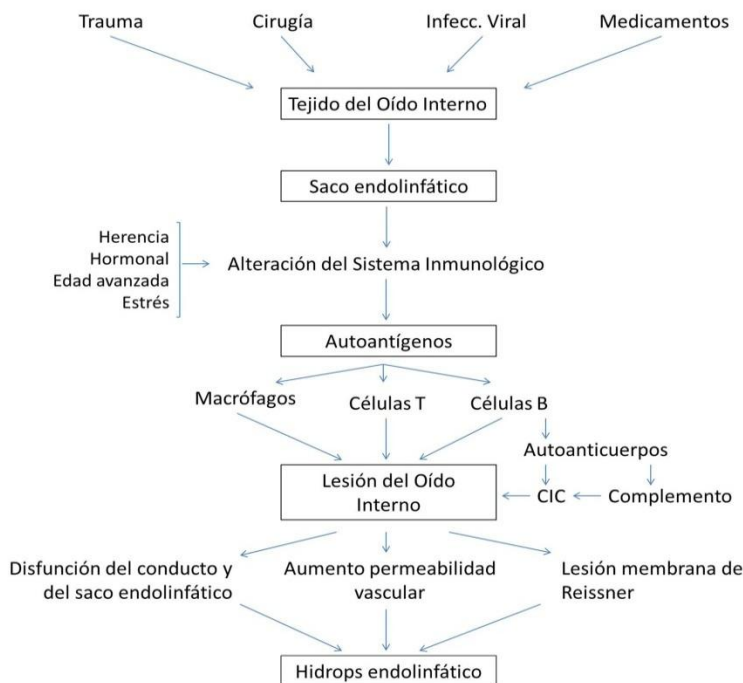 Trauma
Cirugía
Infecc. Viral
Medicamentos
Tejido del Oído Interno
Saco endolinfático
Herencia
Hormonal
Edad avanzada
Estrés
Alteración del Sistema Inmunológico
Autoantígenos
Macrófagos
Células T
Células B
Autoanticuerpos
Lesión del Oído
Interno
CIC
Complemento
Disfunción del conducto y
del saco endolinfático
Aumento permeabilidad
vascular
Lesión membrana de
Reissner
Hidrops endolinfático